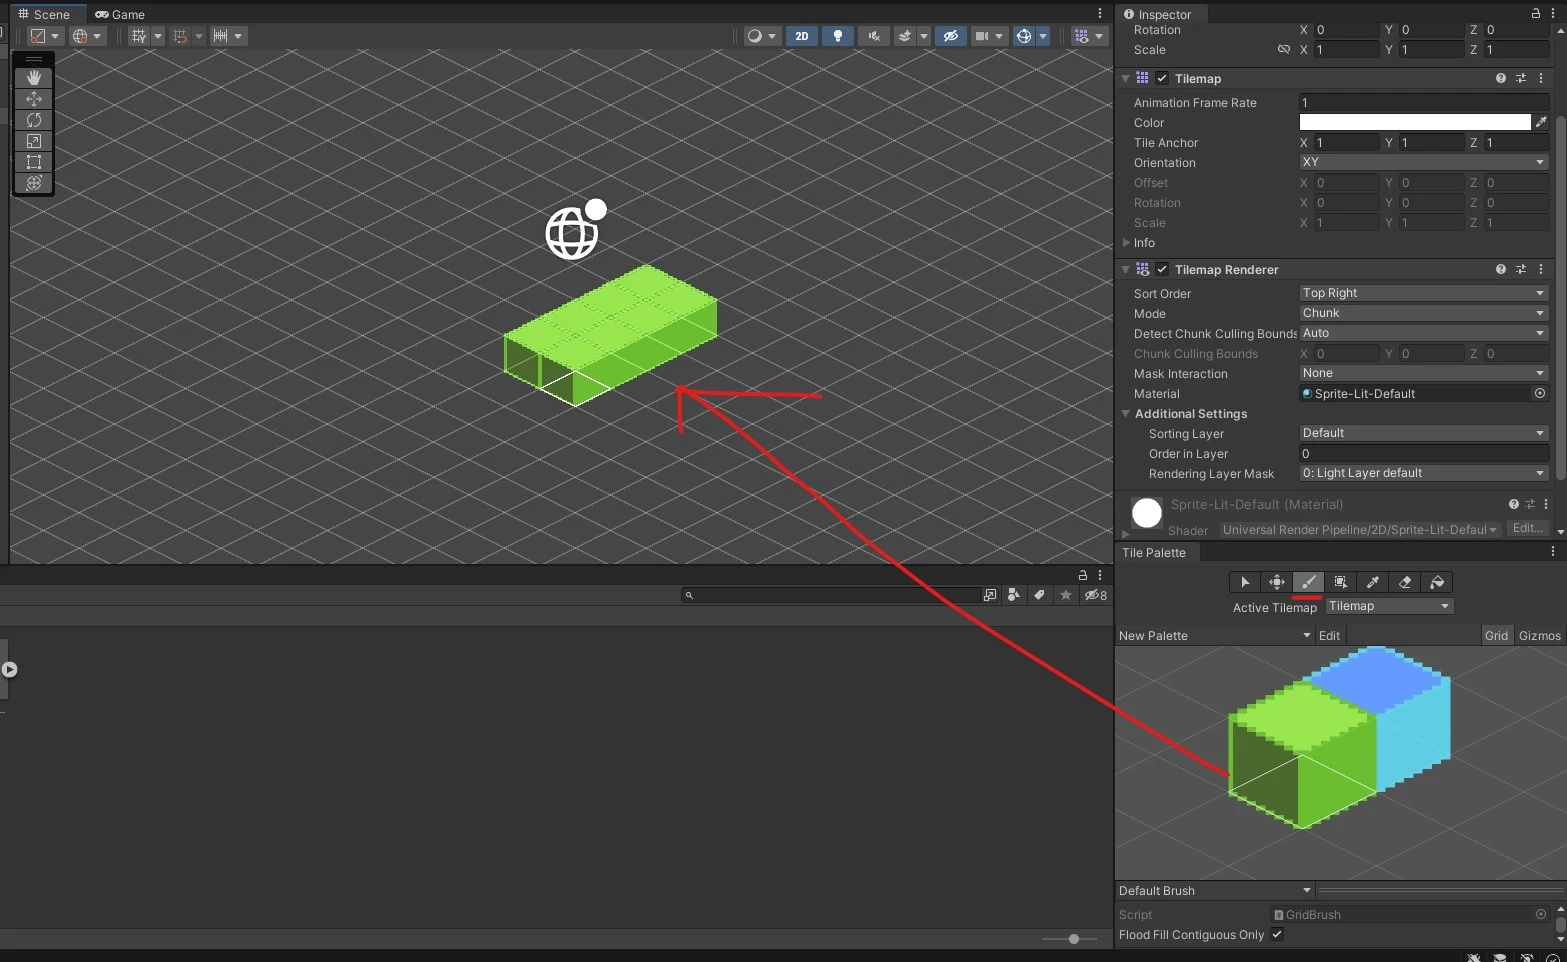 Scene Game
2D
Inspector
Rotation X 0 Y 0 Z 0
Scale X 1 Y 1 Z 1
Tilemap
Animation Frame Rate 1
Color
Tile Anchor X 1 Y 1 Z 1
Orientation XY
Offset X 0 Y 0 Z 0
Rotation X 0 Y 0 Z 0
Scale X 1 Y 1 Z 1
Info
Tilemap Renderer
Sort Order Top Right
Mode Chunk
Detect Chunk Culling Bounds Auto
Chunk Culling Bounds X 0 Y 0 Z 0
Mask Interaction None
Material Sprite-Lit-Default
Additional Settings
Sorting Layer Default
Order in Layer 0
Rendering Layer Mask 0: Light Layer default
Sprite-Lit-Default (Material)
Shader Universal Render Pipeline/2D/Sprite-Lit-Defaul Edit...
Tile Palette
8
Active Tilemap Tilemap
New Palette Edit Grid Gizmos
..
Default Brush
Script GridBrush
Flood Fill Contiguous Only